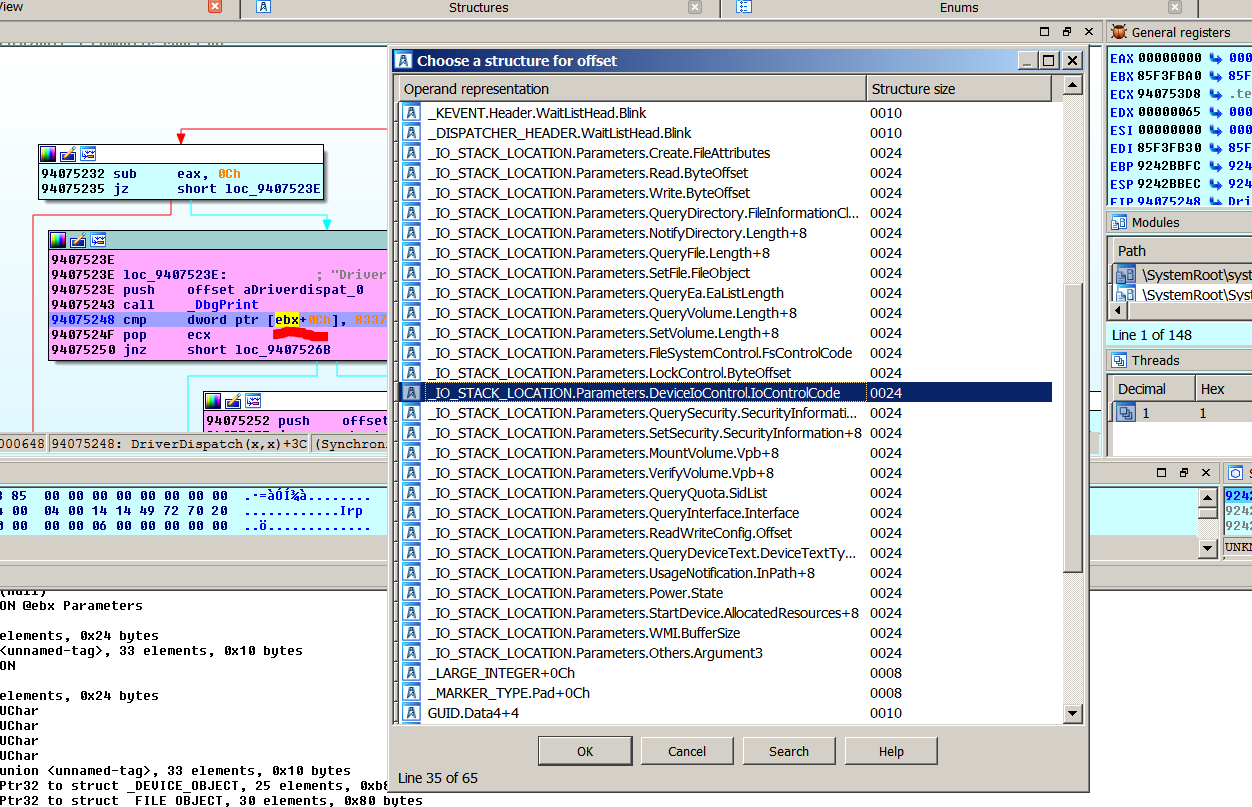 View
Structures
Enums
General registers
EAX 00000000 000
EBX 85F3FBA0 85F
ECX 940753D8 .te
EDX 00000065 000
ESI 00000000 000
EDI 85F3FB30 85F
EBP 9242BBFC 924
ESP 9242BBEC 924
EIP 94075248 Dri
Modules
Path
\SystemRoot\syst
\SystemRoot\Syst
Line 1 of 148
Threads
Decimal Hex
1 1
94075232 sub eax, 0Ch
94075235 jz short loc_9407523E
9407523E
9407523E loc_9407523E: ; "Driver
9407523E push offset aDriverdispat_0
94075243 call _DbgPrint
94075248 cmp dword ptr [ebx+0Ch], 8337
9407524F pop ecx
94075250 jnz short loc_9407526B
94075252 push offset
000648 94075248: DriverDispatch(x,x)+3C (Synchron
Choose a structure for offset
Operand representation Structure size
_KEVENT.Header.WaitListHead.Blink 0010
_DISPATCHER_HEADER.WaitListHead.Blink 0010
_IO_STACK_LOCATION.Parameters.Create.FileAttributes 0024
_IO_STACK_LOCATION.Parameters.Read.ByteOffset 0024
_IO_STACK_LOCATION.Parameters.Write.ByteOffset 0024
_IO_STACK_LOCATION.Parameters.QueryDirectory.FileInformationCl... 0024
_IO_STACK_LOCATION.Parameters.NotifyDirectory.Length+8 0024
_IO_STACK_LOCATION.Parameters.QueryFile.Length+8 0024
_IO_STACK_LOCATION.Parameters.SetFile.FileObject 0024
_IO_STACK_LOCATION.Parameters.QueryEa.EaListLength 0024
_IO_STACK_LOCATION.Parameters.QueryVolume.Length+8 0024
_IO_STACK_LOCATION.Parameters.SetVolume.Length+8 0024
_IO_STACK_LOCATION.Parameters.FileSystemControl.FsControlCode 0024
_IO_STACK_LOCATION.Parameters.LockControl.ByteOffset 0024
_IO_STACK_LOCATION.Parameters.DeviceIoControl.IoControlCode 0024
_IO_STACK_LOCATION.Parameters.QuerySecurity.SecurityInformati... 0024
_IO_STACK_LOCATION.Parameters.SetSecurity.SecurityInformation+8 0024
_IO_STACK_LOCATION.Parameters.MountVolume.Vpb+8 0024
_IO_STACK_LOCATION.Parameters.VerifyVolume.Vpb+8 0024
_IO_STACK_LOCATION.Parameters.QueryQuota.SidList 0024
_IO_STACK_LOCATION.Parameters.QueryInterface.Interface 0024
_IO_STACK_LOCATION.Parameters.ReadWriteConfig.Offset 0024
_IO_STACK_LOCATION.Parameters.QueryDeviceText.DeviceTextTy... 0024
_IO_STACK_LOCATION.Parameters.UsageNotification.InPath+8 0024
_IO_STACK_LOCATION.Parameters.Power.State 0024
_IO_STACK_LOCATION.Parameters.StartDevice.AllocatedResources+8 0024
_IO_STACK_LOCATION.Parameters.WMI.BufferSize 0024
_IO_STACK_LOCATION.Parameters.Others.Argument3 0024
_LARGE_INTEGER+0Ch 0008
_MARKER_TYPE.Pad+0Ch 0008
GUID.Data4+4 0010
OK Cancel Search Help
Line 35 of 65
85 00 00 00 00 00 00 00 00
00 04 00 14 14 49 72 70 20 ............Irp
00 00 00 06 00 00 00 00 00
9242
9242
9242
UNKN
(null)
ON @ebx Parameters
elements, 0x24 bytes
<unnamed-tag>, 33 elements, 0x10 bytes
ON
elements, 0x24 bytes
UChar
UChar
UChar
UChar
union <unnamed-tag>, 33 elements, 0x10 bytes
Ptr32 to struct _DEVICE_OBJECT, 25 elements, 0xb8
Ptr32 to struct _FILE_OBJECT, 30 elements, 0x80 bytes